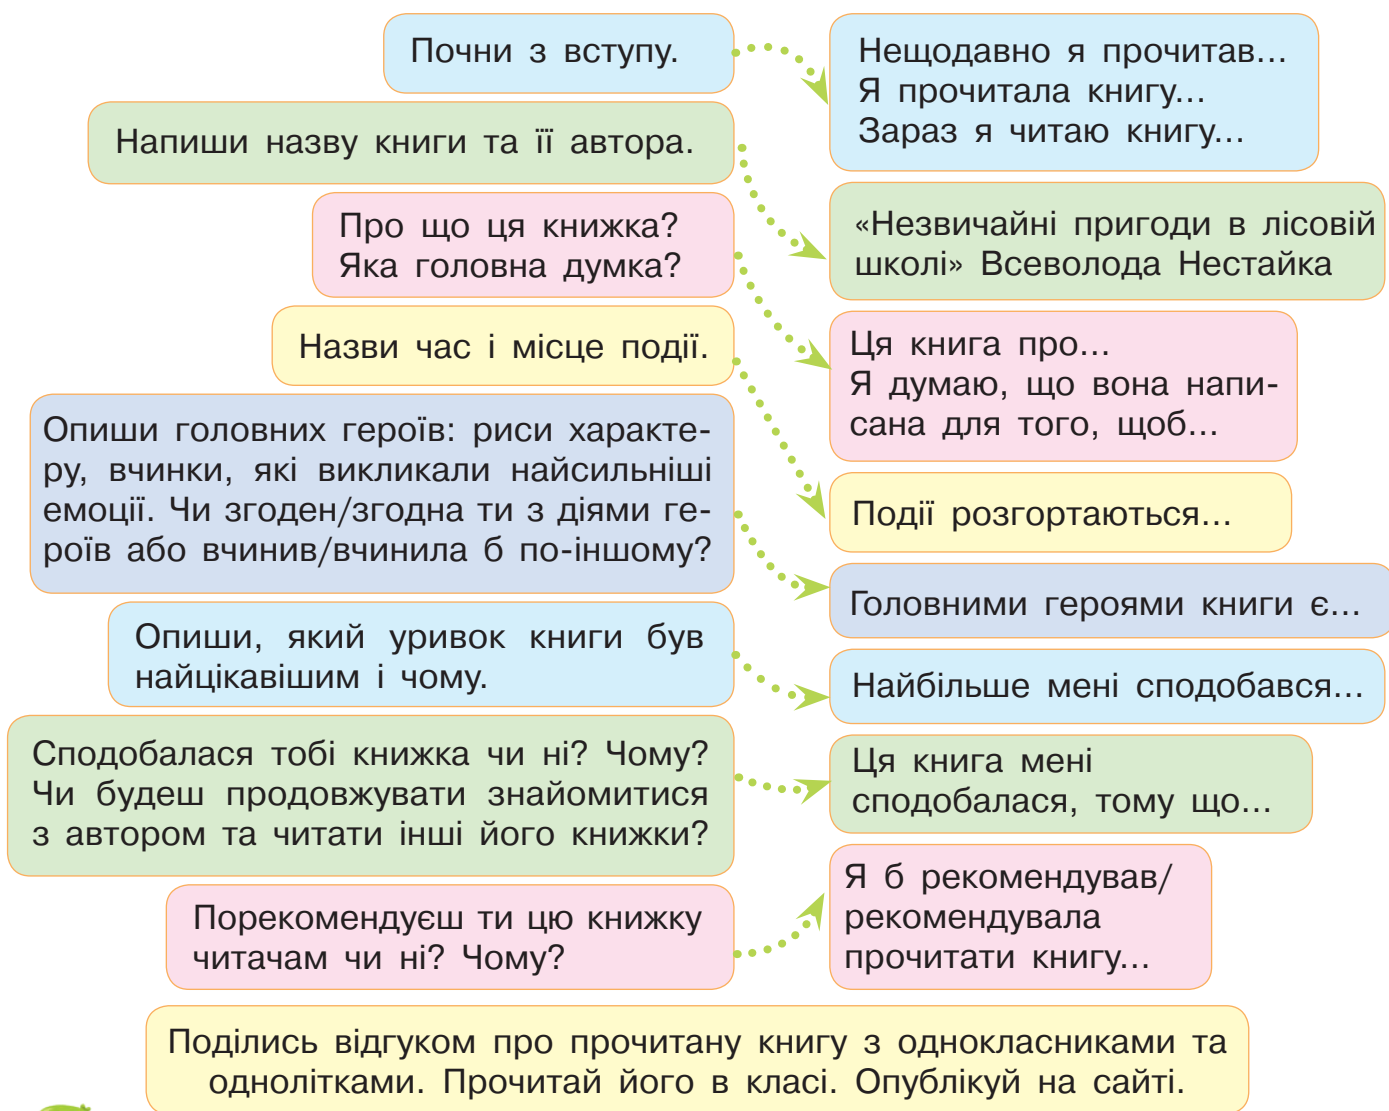 Почни з вступу.
Нещодавно я прочитав...
Я прочитала книгу...
Зараз я читаю книгу...
Напиши назву книги та її автора.
«Незвичайні пригоди в лісовій
школі» Всеволода Нестайка
Про що ця книжка?
Яка головна думка?
Ця книга про...
Я думаю, що вона напи-
сана для того, щоб...
Назви час і місце події.
Події розгортаються...
Опиши головних героїв: риси характе-
ру, вчинки, які викликали найсильніші
емоції. Чи згоден/згодна ти з діями ге-
роїв або вчинив/вчинила б по-іншому?
Головними героями книги є...
Опиши, який уривок книги був
найцікавішим і чому.
Найбільше мені сподобався...
Сподобалася тобі книжка чи ні? Чому?
Чи будеш продовжувати знайомитися
з автором та читати інші його книжки?
Ця книга мені
сподобалася, тому що...
Порекомендуєш ти цю книжку
читачам чи ні? Чому?
Я б рекомендував/
рекомендувала
прочитати книгу...
Поділись відгуком про прочитану книгу з однокласниками та
однолітками. Прочитай його в класі. Опублікуй на сайті.